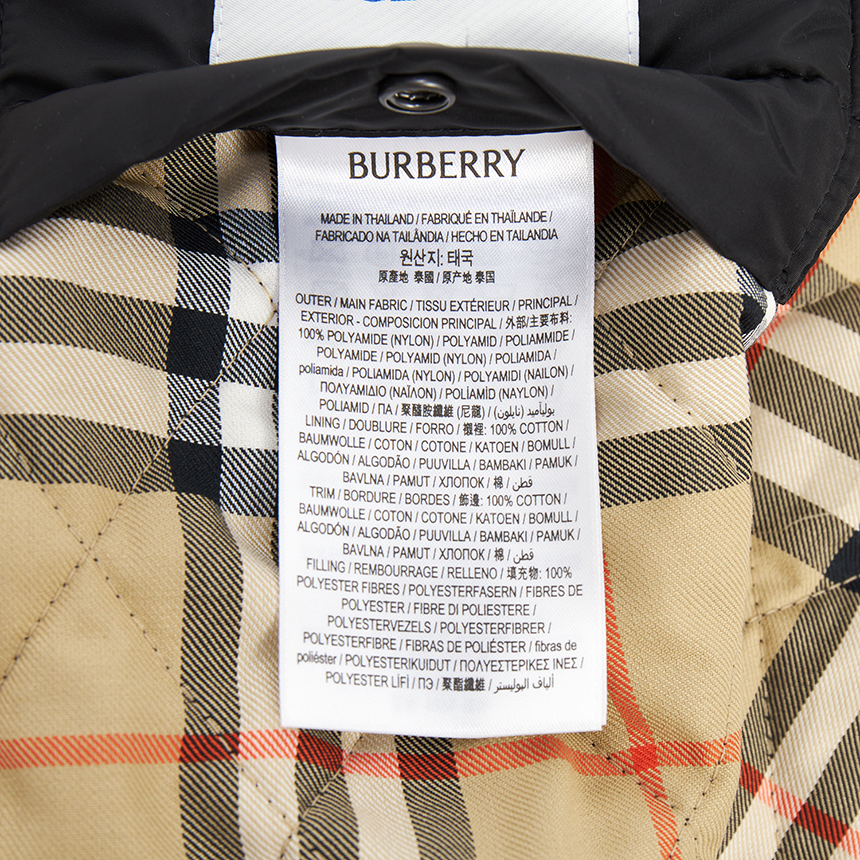 BURBERRY
MADE IN THAILAND / FABRIQUÉ EN THAÏLANDE /
FABRICADO NA TAILÂNDIA / HECHO EN TAILANDIA
원산지: 태국
原產地 泰國 / 原产地 泰国
OUTER / MAIN FABRIC / TISSU EXTÉRIEUR / PRINCIPAL /
EXTERIOR - COMPOSICION PRINCIPAL / 外部/主要布料:
100% POLYAMIDE (NYLON) / POLYAMID / POLIAMMIDE /
POLYAMIDE / POLYAMID (NYLON) / POLIAMIDA /
poliamida / POLIAMIDA (NYLON) / POLYAMIDI (NAILON) /
ΠΟΛΥΑΜΙΔΙΟ (ΝΑΪΛΟΝ) / POLİAMİD (NAYLON) /
POLIAMID / ПА / 聚醯胺纖維 (尼龍) / بوليآميد (نايلون) /
LINING / DOUBLURE / FORRO / 襯裡: 100% COTTON /
BAUMWOLLE / COTON / COTONE / KATOEN / BOMULL /
ALGODÓN / ALGODÃO / PUUVILLA / ΒΑΜΒΑΚΙ / PAMUK /
BAVLNA / PAMUT / ХЛОПОК / 棉 / قطن /
TRIM / BORDURE / BORDES / 飾邊: 100% COTTON /
BAUMWOLLE / COTON / COTONE / KATOEN / BOMULL /
ALGODÓN / ALGODÃO / PUUVILLA / ΒΑΜΒΑΚΙ / PAMUK /
BAVLNA / PAMUT / ХЛОПОК / 棉 / قطن
FILLING / REMBOURRAGE / RELLENO / 填充物: 100%
POLYESTER FIBRES / POLYESTERFASERN / FIBRES DE
POLYESTER / FIBRE DI POLIESTERE /
POLYESTERVEZELS / POLYESTERFIBRER /
POLYESTERFIBRE / FIBRAS DE POLIÉSTER / fibras de
poliéster / POLYESTERIKUIDUT / ΠΟΛΥΕΣΤΕΡΙΚΕΣ ΙΝΕΣ /
POLYESTER LİFİ / ПЭ / 聚酯纖維 / ألياف البوليستر /